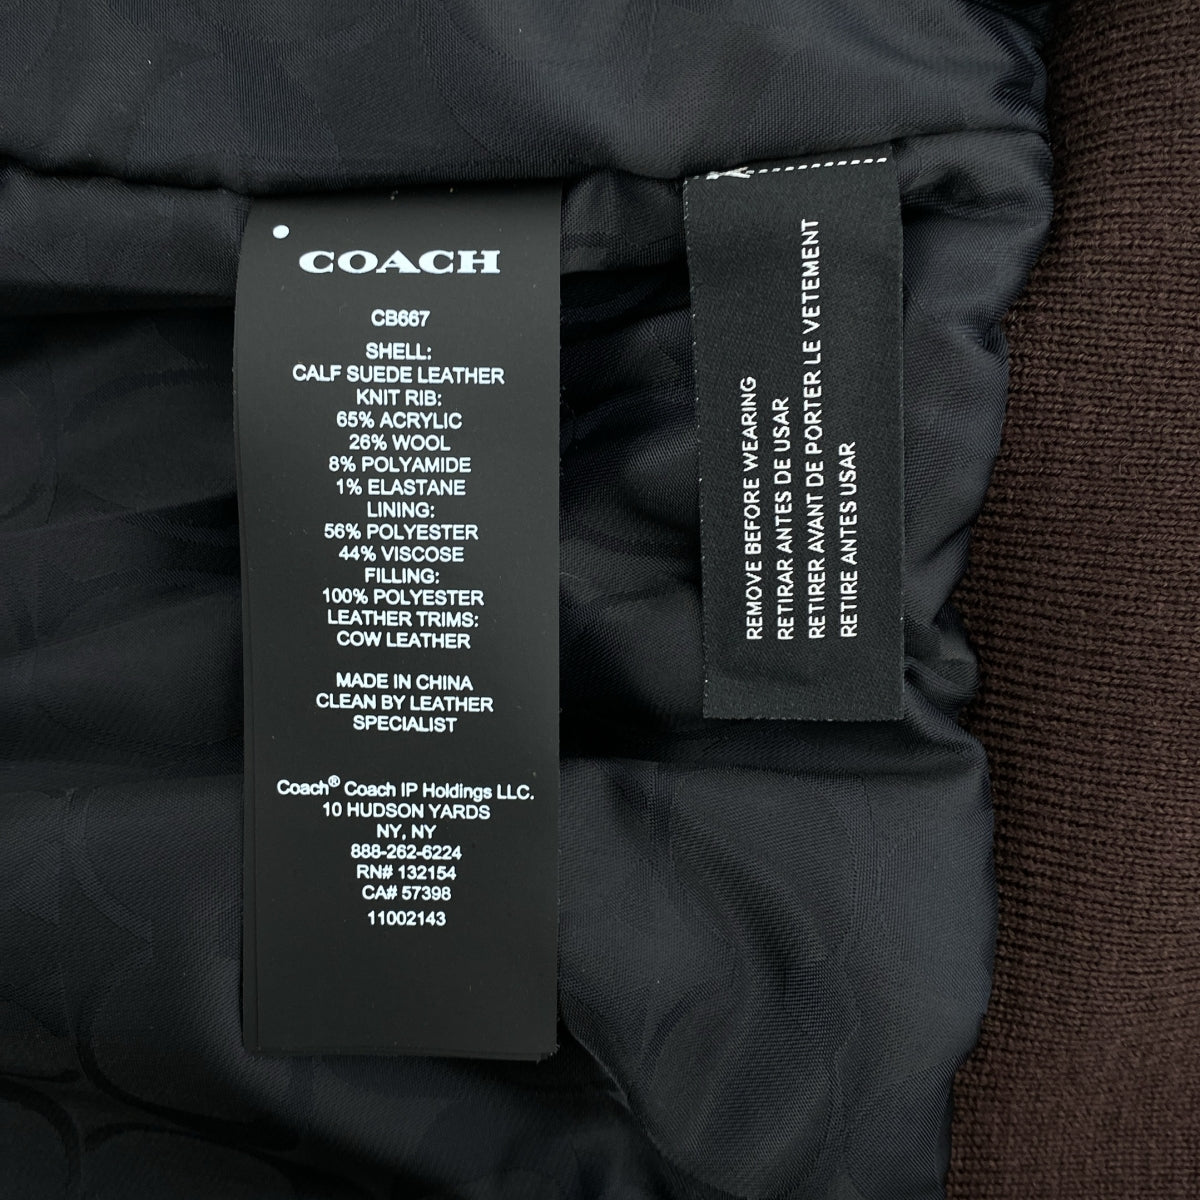 COACH
CB667
SHELL:
CALF SUEDE LEATHER
KNIT RIB:
65% ACRYLIC
26% WOOL
8% POLYAMIDE
1% ELASTANE
LINING:
56% POLYESTER
44% VISCOSE
FILLING:
100% POLYESTER
LEATHER TRIMS:
COW LEATHER
MADE IN CHINA
CLEAN BY LEATHER
SPECIALIST
Coach® Coach IP Holdings LLC.
10 HUDSON YARDS
NY, NY
888-262-6224
RN# 132154
CA# 57398
11002143
REMOVE BEFORE WEARING
RETIRAR ANTES DE USAR
RETIRER AVANT DE PORTER LE VETEMENT
RETIRE ANTES USAR